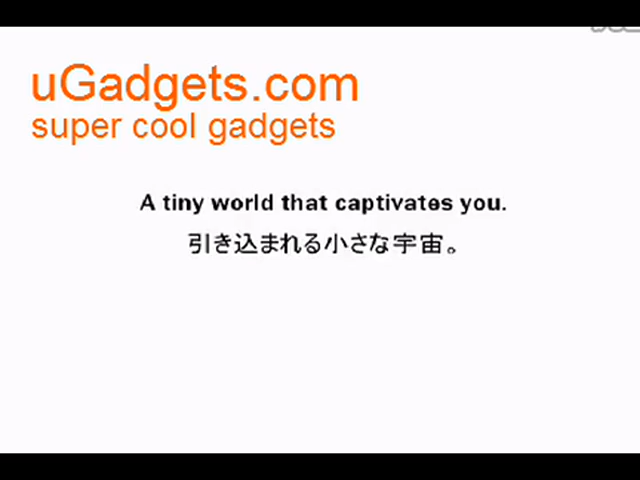 uGadgets.com
super cool gadgets
A tiny world that captivates you.
引き込まれる小さな宇宙。